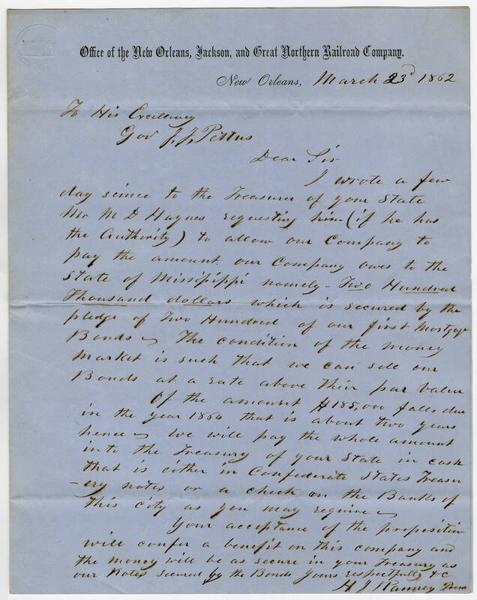 Office of the New Orleans, Jackson, and Great Northern Railroad Company.
New Orleans, March 23d 1862
To His Excellency
Gov J. J. Pettus
Dear Sir
I wrote a few
day scince to the Treasurer of your State
Mr M D Haynes requesting him (if he has
the Authority) to allow our Company to
pay the amount our Company owes to the
State of Missipippi namely - Two Hundred
Thousand dollars which is secured by the
pledge of Two Hundred of our first Mortgage
Bonds - The condition of the money
market is such that we can sell our
Bonds at a rate above their par value
Of the amount $185,000 falls due
in the year 1864 that is about two years
hence - We will pay the whole amount
into the Treasury of your State in cash
that is either in Confederate States Treasu
-ery notes or a check on the Banks of
this city as you may require -
Your acceptance of the proposition
will confer a benefit on this company and
the money will be as secure in your Treasury as
our Notes secured by the Bonds Yours respectfully &c
H J Ranney Pres